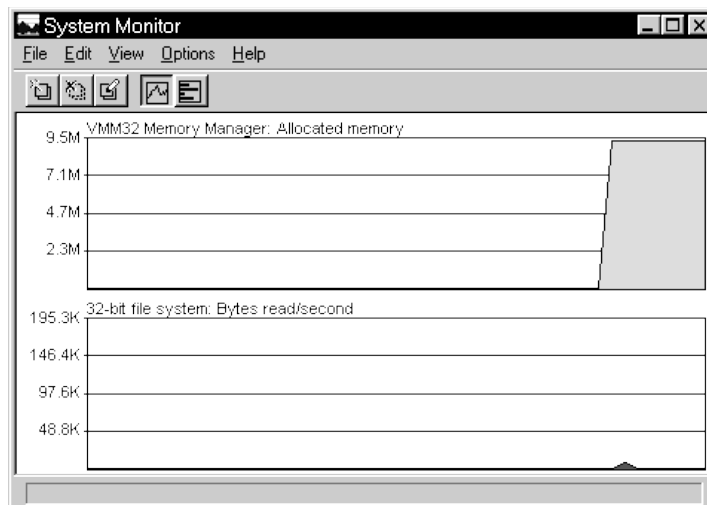 System Monitor
File Edit View Options Help
VMM32 Memory Manager: Allocated memory
9.5M
7.1M
4.7M
2.3M
32-bit file system: Bytes read/second
195.3K
146.4K
97.6K
48.8K